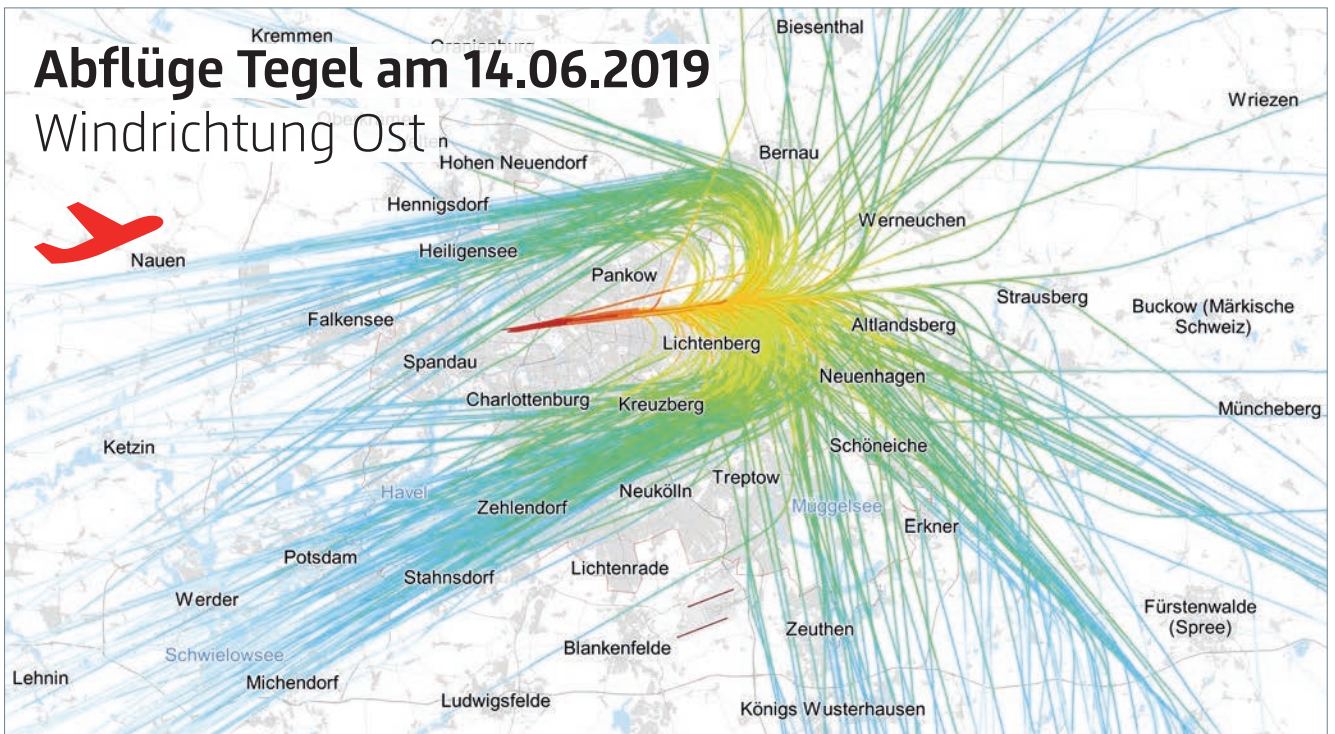 Kremmen
Biesenthal
Oranienburg
Abflüge Tegel am 14.06.2019
Wriezen
Windrichtung Ost
Bernau
Hohen Neuendorf
Hennigsdorf
Werneuchen
Heiligensee
Nauen
Pankow
Strausberg
Buckow (Märkische
Schweiz)
Falkensee
Altlandsberg
Lichtenberg
Spandau
Neuenhagen
Charlottenburg
Kreuzberg
Müncheberg
Ketzin
Schöneiche
Treptow
Havel
Neukölln
Zehlendorf
Müggelsee
Erkner
Potsdam
Lichtenrade
Stahnsdorf
Werder
Fürstenwalde
(Spree)
Zeuthen
Blankenfelde
Schwielowsee
Lehnin
Michendorf
Ludwigsfelde
Königs Wusterhausen